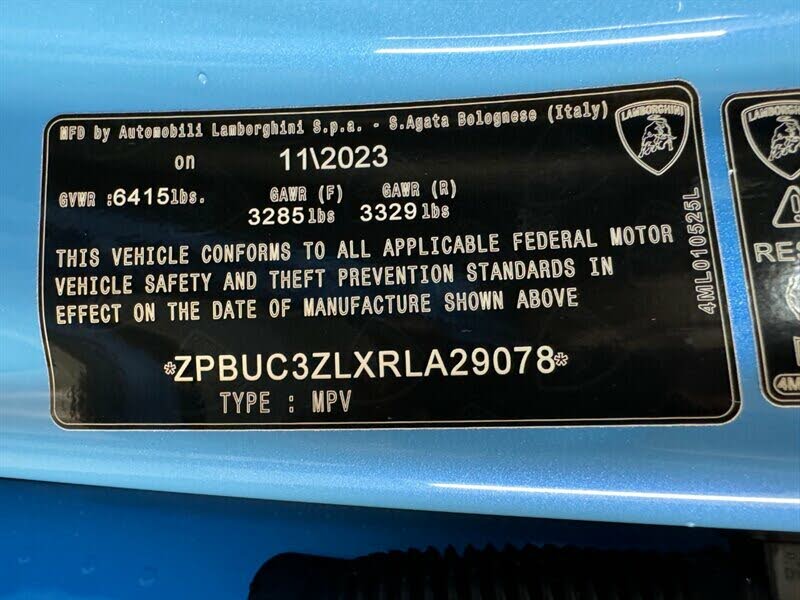 MFD by Automobili Lamborghini S.p.a. - S.Agata Bolognese (Italy)
on 11\2023
GVWR :6415lbs. GAWR (F) GAWR (R)
3285lbs 3329lbs
THIS VEHICLE CONFORMS TO ALL APPLICABLE FEDERAL MOTOR
VEHICLE SAFETY AND THEFT PREVENTION STANDARDS IN
EFFECT ON THE DATE OF MANUFACTURE SHOWN ABOVE
*ZPBUC3ZLXRLA29078*
TYPE : MPV
LAMBORGHINI
4ML010525L
LAMBORGHINI